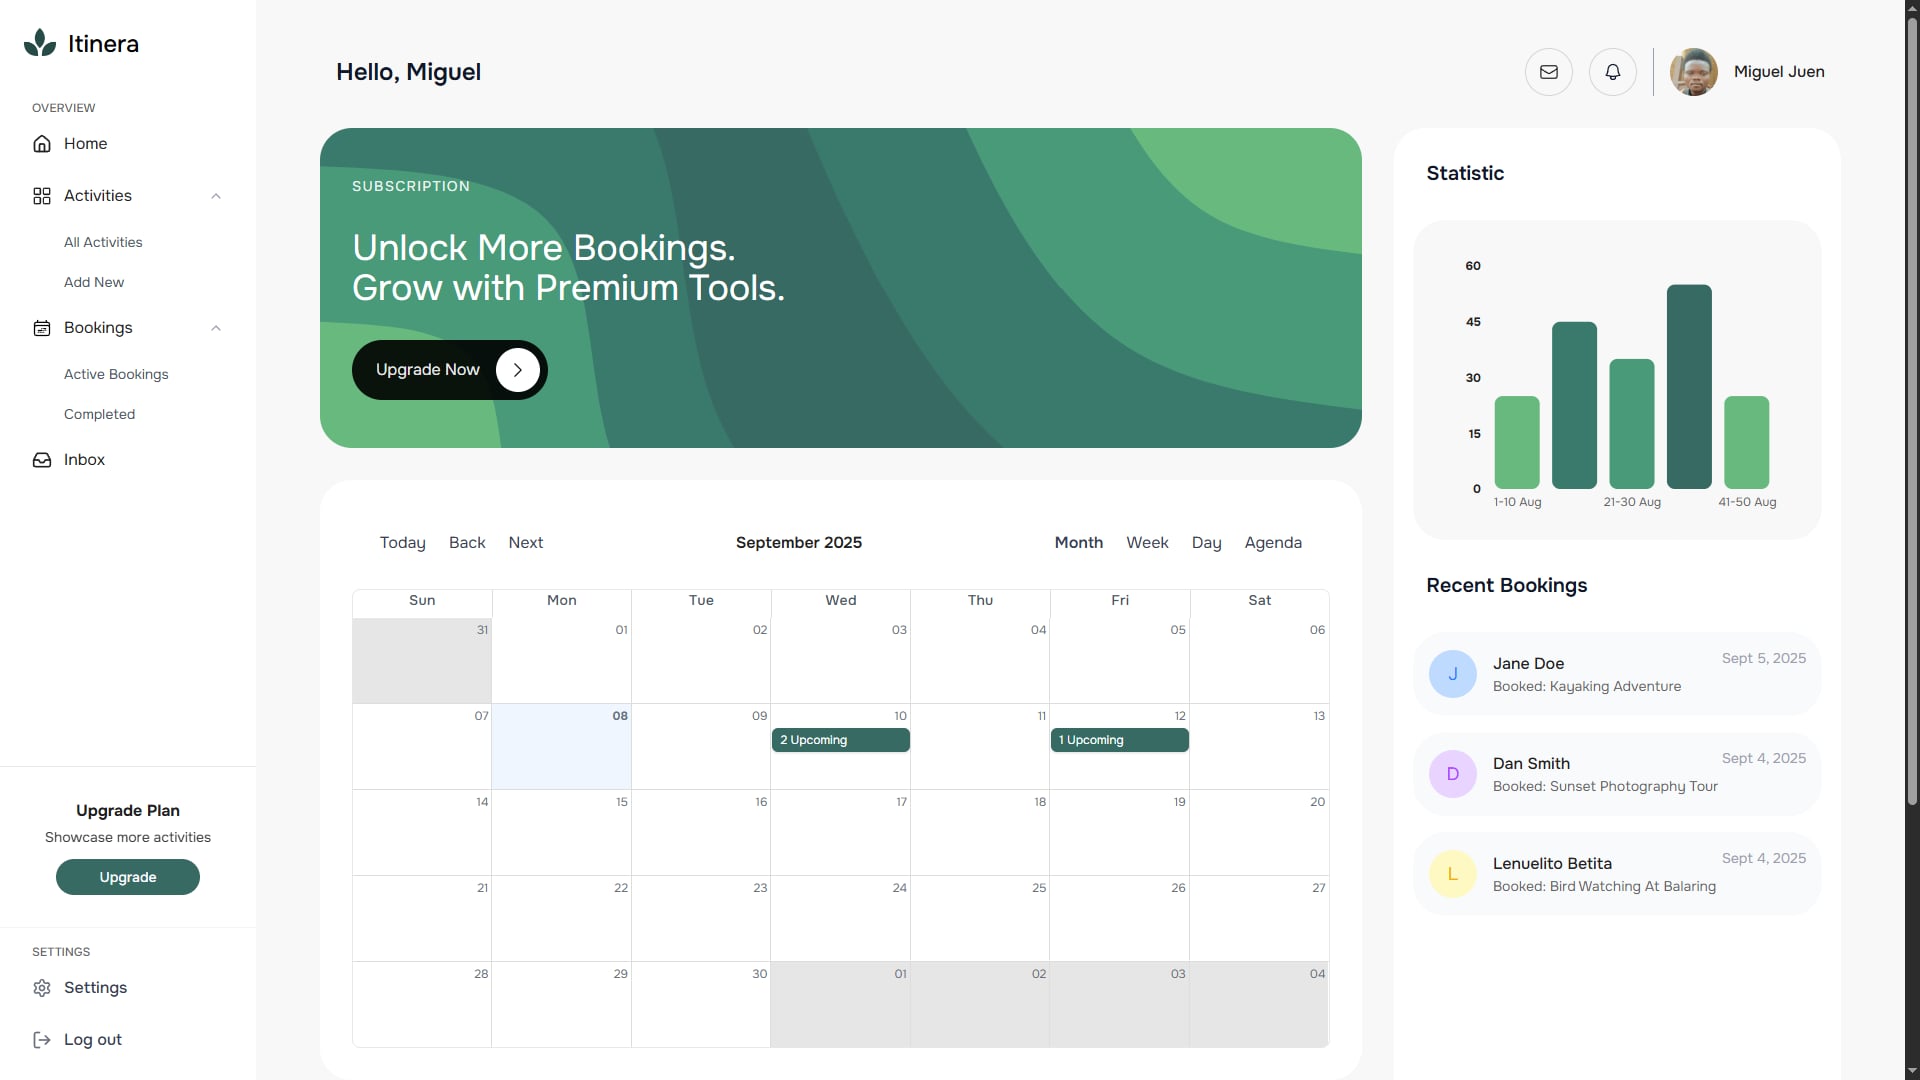 Itinera
OVERVIEW
Home
Activities
All Activities
Add New
Bookings
Active Bookings
Completed
Inbox
Upgrade Plan
Showcase more activities
Upgrade
SETTINGS
Settings
Log out
Hello, Miguel
Miguel Juen
SUBSCRIPTION
Unlock More Bookings.
Grow with Premium Tools.
Upgrade Now
Today Back Next
September 2025
Month Week Day Agenda
Sun Mon Tue Wed Thu Fri Sat
31 01 02 03 04 05 06
07 08 09 10 11 12 13
2 Upcoming 1 Upcoming
14 15 16 17 18 19 20
21 22 23 24 25 26 27
28 29 30 01 02 03 04
Statistic
60
45
30
15
0
1-10 Aug 21-30 Aug 41-50 Aug
Recent Bookings
J
Jane Doe
Sept 5, 2025
Booked: Kayaking Adventure
D
Dan Smith
Sept 4, 2025
Booked: Sunset Photography Tour
L
Lenuelito Betita
Sept 4, 2025
Booked: Bird Watching At Balaring